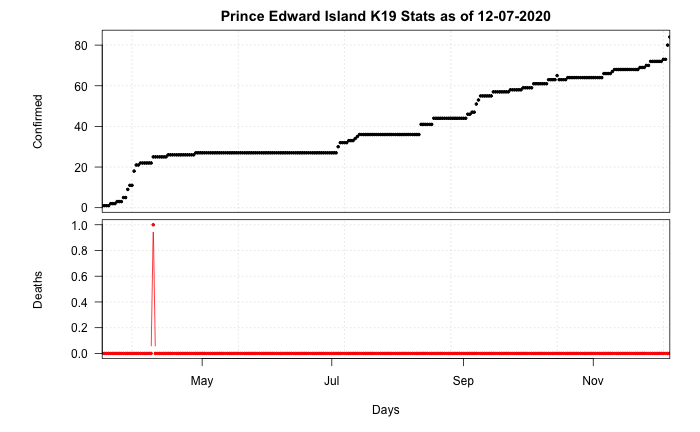 Prince Edward Island K19 Stats as of 12-07-2020
80
60
40
20
0
Confirmed
1.0
0.8
0.6
0.4
0.2
0.0
Deaths
May Jul Sep Nov
Days